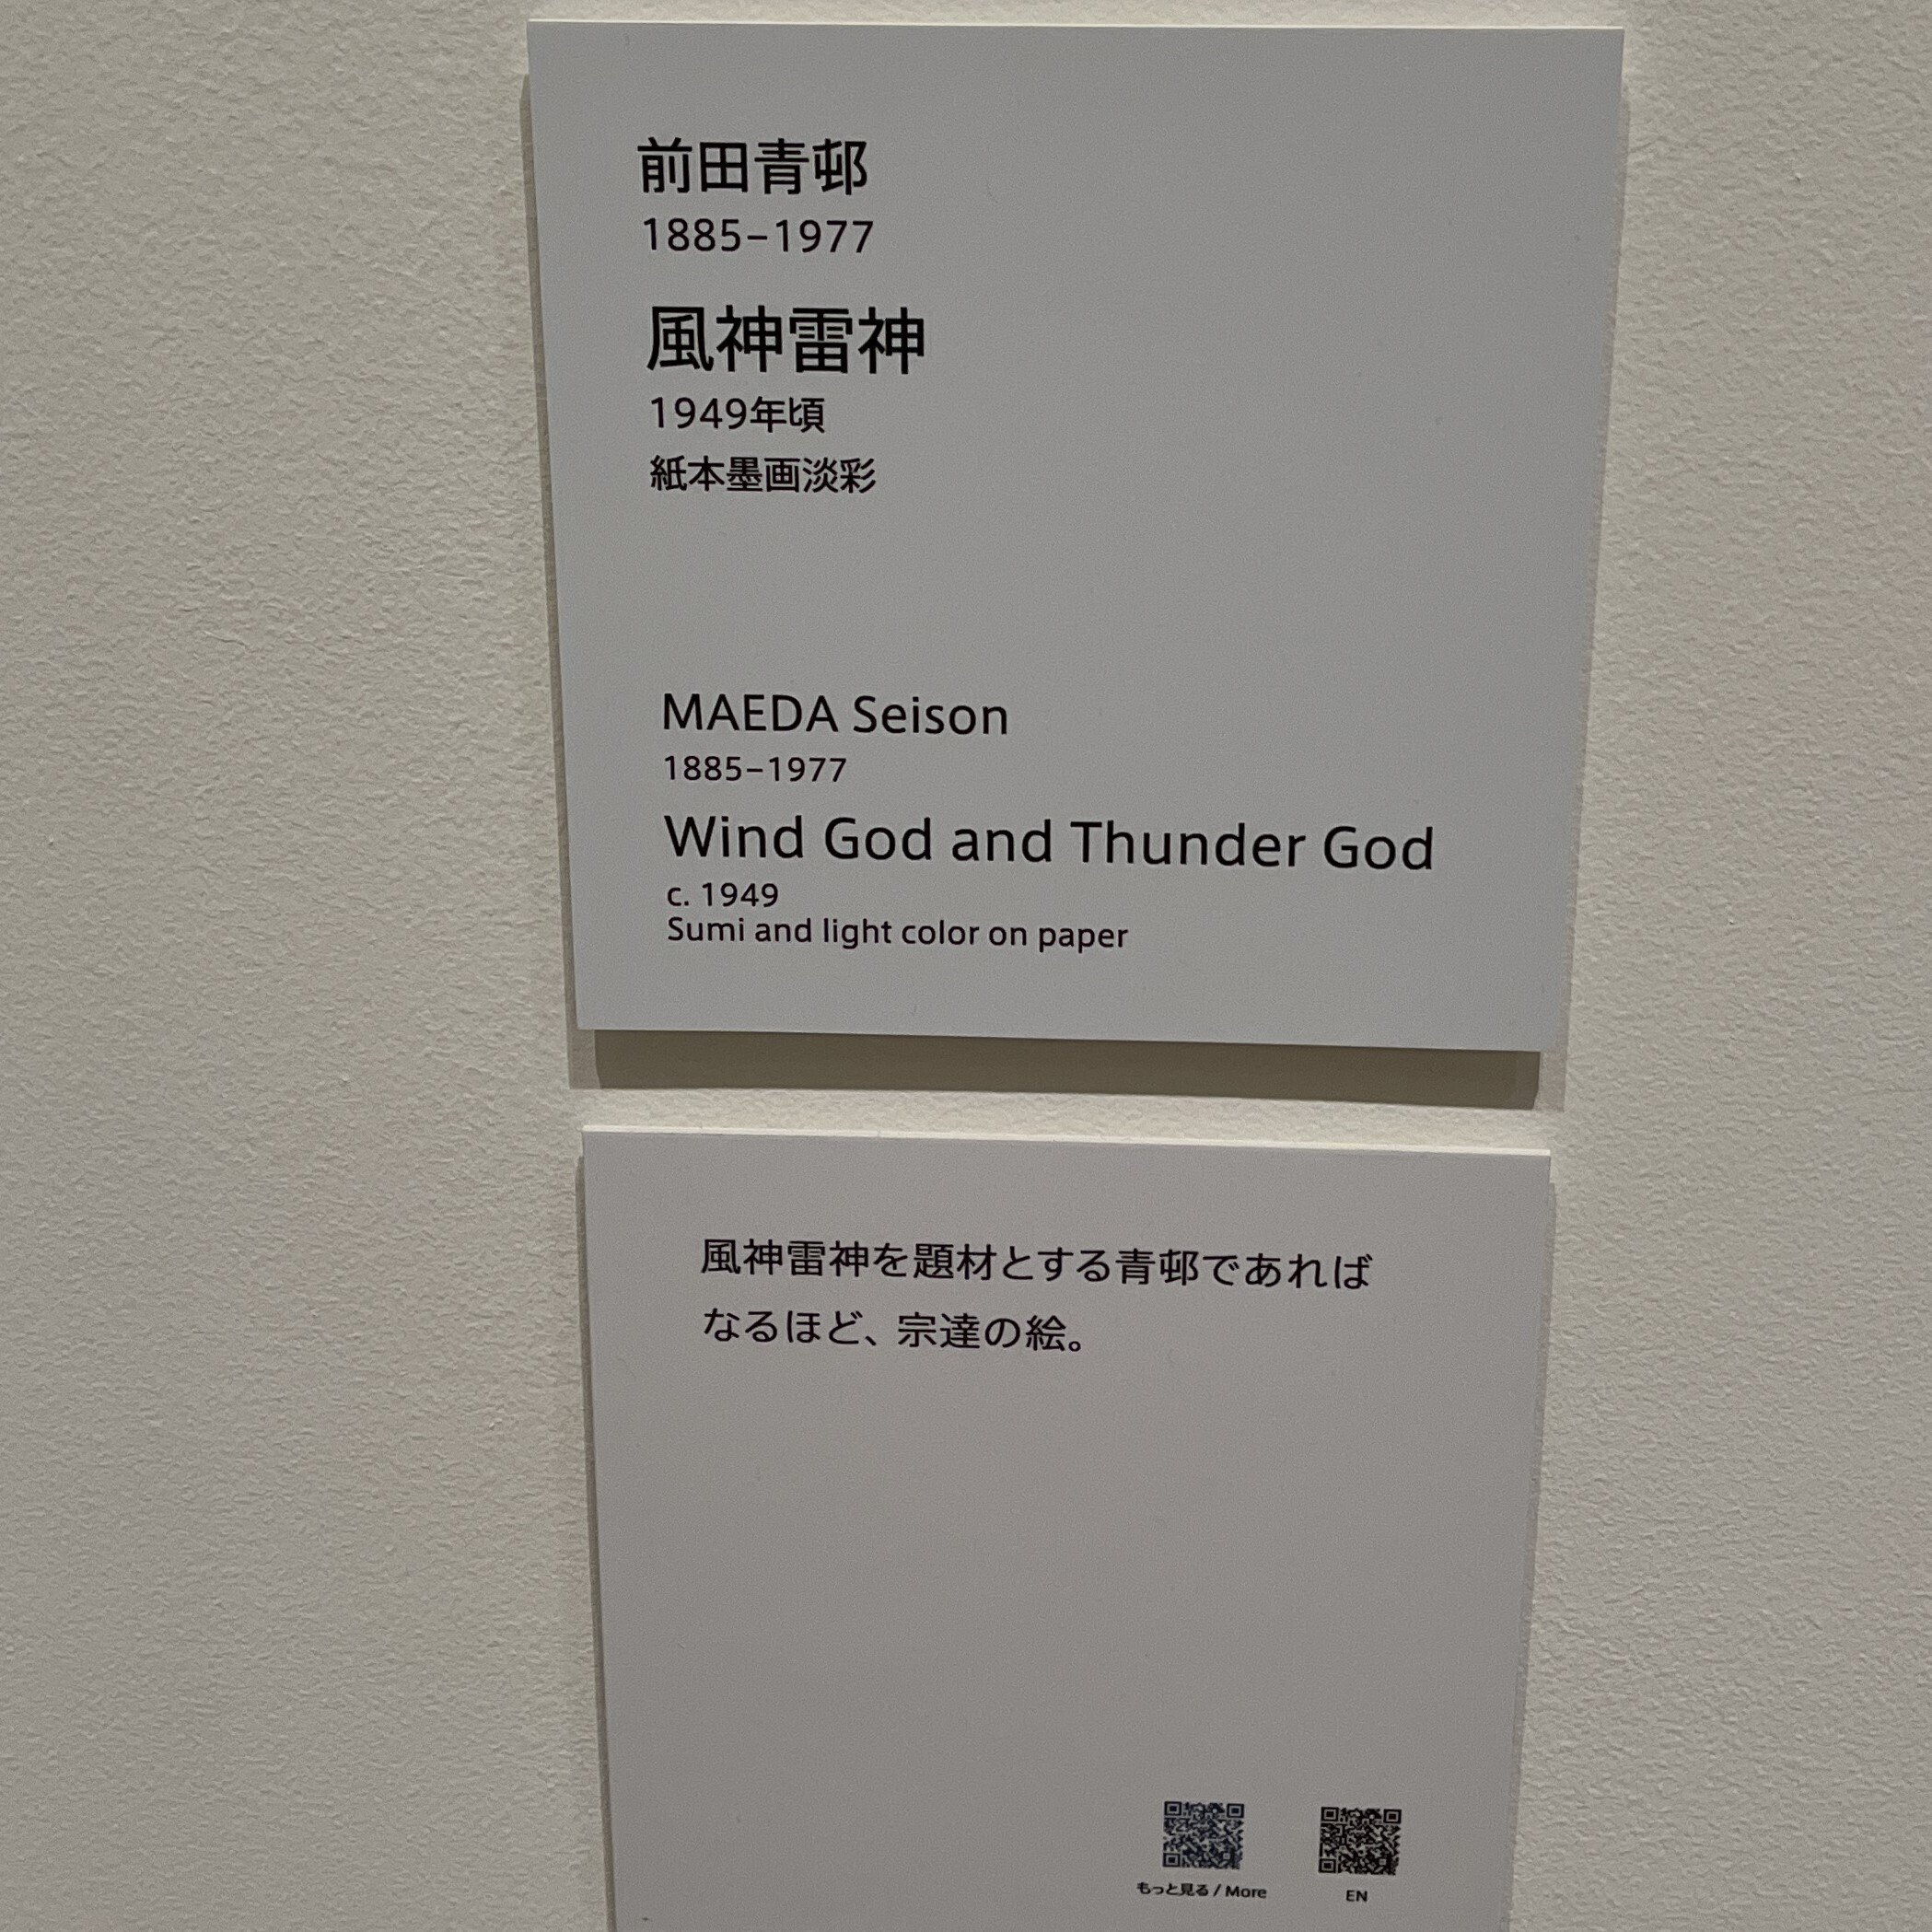 前田青邨
1885–1977
風神雷神
1949年頃
紙本墨画淡彩
MAEDA Seison
1885–1977
Wind God and Thunder God
c. 1949
Sumi and light color on paper
風神雷神を題材とする青邨であれば
なるほど、宗達の絵。
もっと見る / More
EN